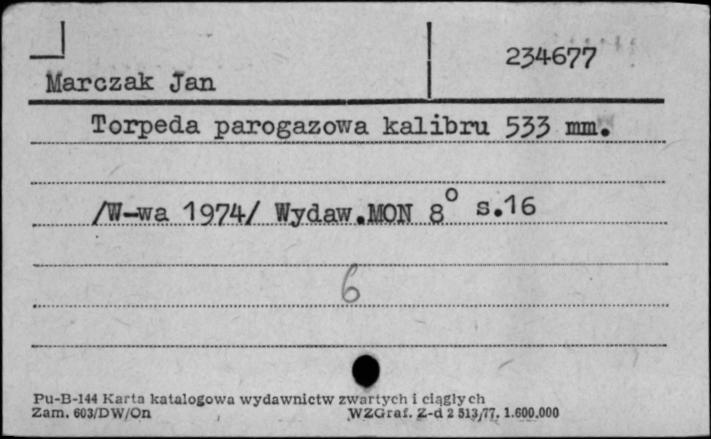 234677
Marczak Jan
Torpeda parogazowa kalibru 533 mm.
/W-wa 1974/ Wydaw.MON 8° s.16
6
Pu-B-144 Karta katalogowa wydawnictw zwartych i ciągłych
Zam. 603/DW/On WZGraf. Z-d 2 513/77. 1.600.000